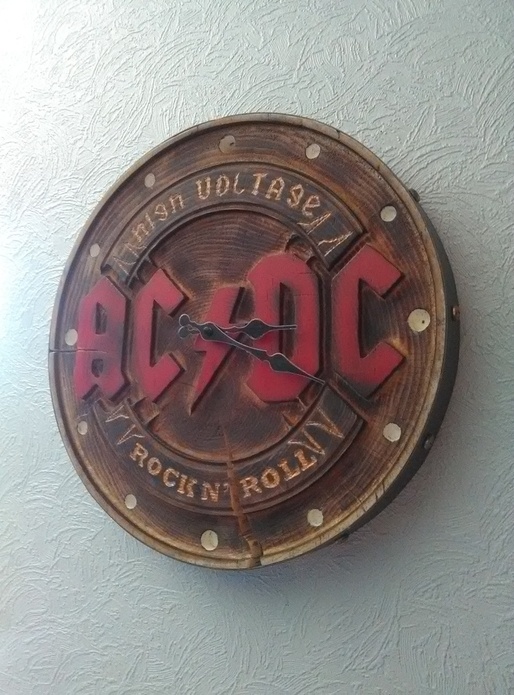 HIGH VOLTAGE
AC⚡DC
ROCK N' ROLL